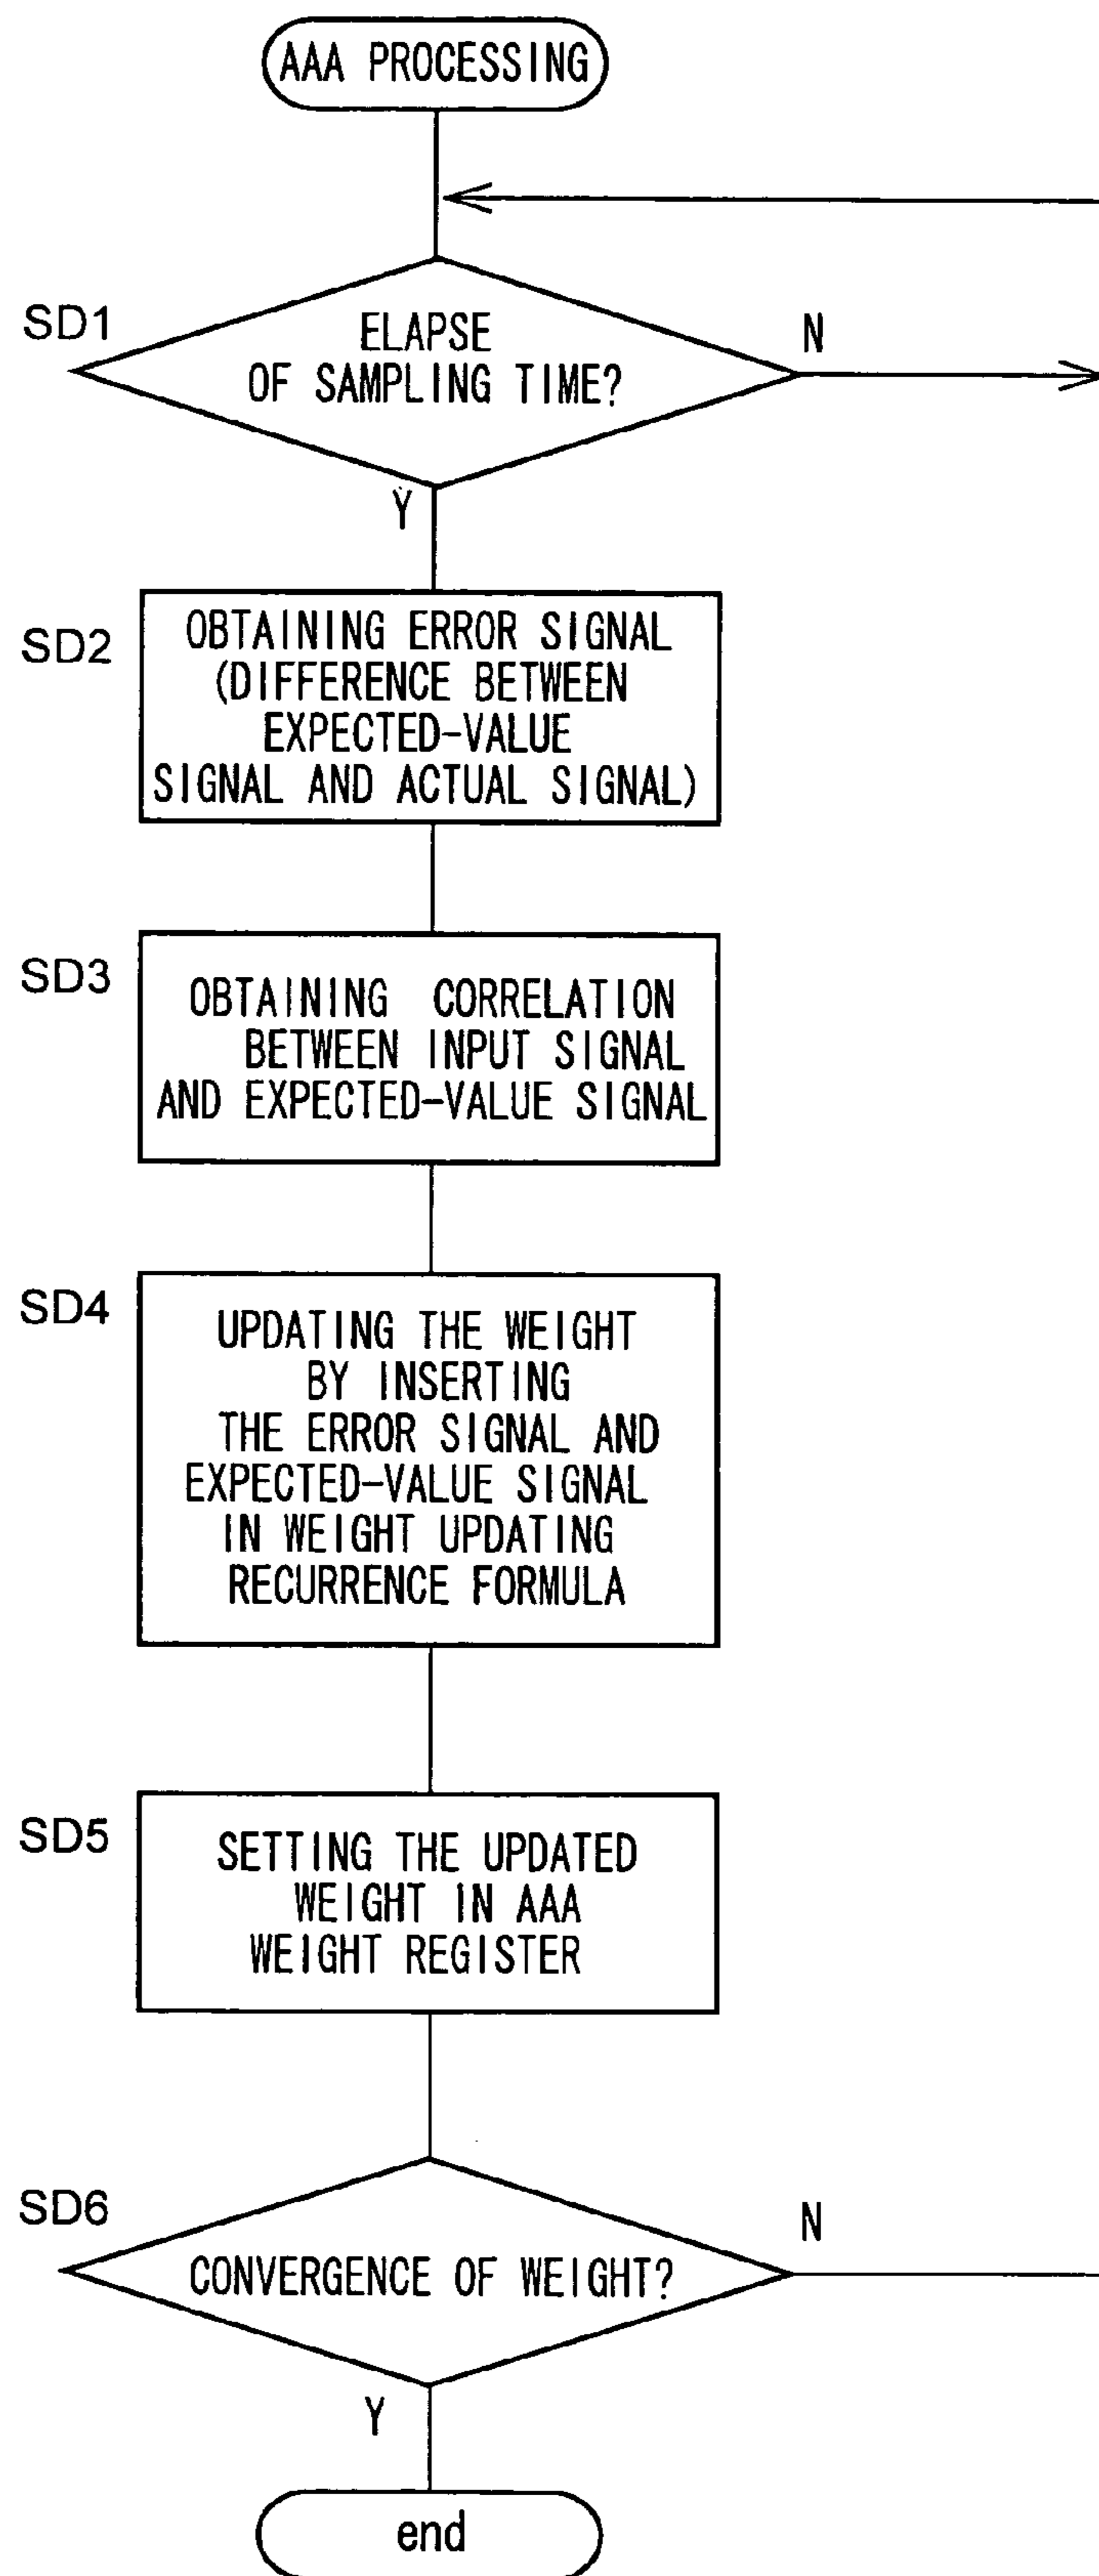 AAA PROCESSING
SD1
ELAPSE
OF SAMPLING TIME?
N
Y
SD2
OBTAINING ERROR SIGNAL
(DIFFERENCE BETWEEN
EXPECTED-VALUE
SIGNAL AND ACTUAL SIGNAL)
SD3
OBTAINING CORRELATION
BETWEEN INPUT SIGNAL
AND EXPECTED-VALUE SIGNAL
SD4
UPDATING THE WEIGHT
BY INSERTING
THE ERROR SIGNAL AND
EXPECTED-VALUE SIGNAL
IN WEIGHT UPDATING
RECURRENCE FORMULA
SD5
SETTING THE UPDATED
WEIGHT IN AAA
WEIGHT REGISTER
SD6
CONVERGENCE OF WEIGHT?
N
Y
end